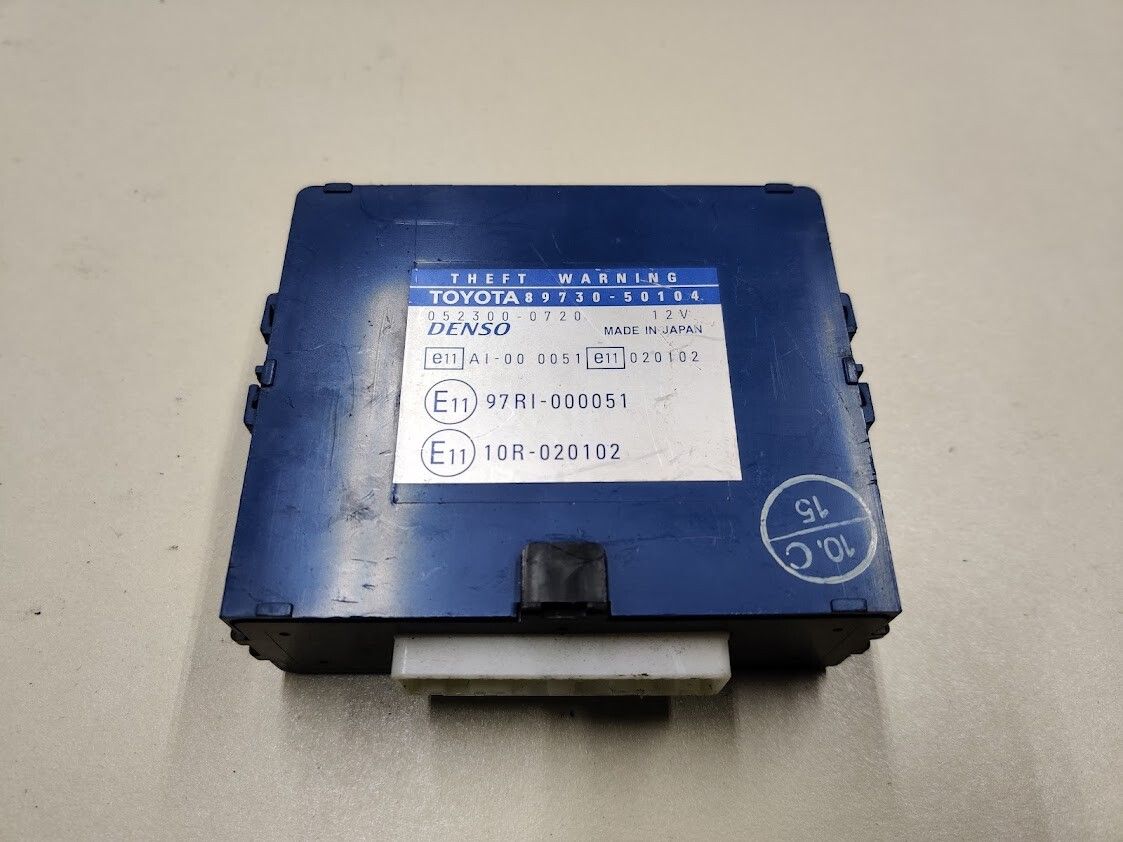 THEFT WARNING
TOYOTA 89730-50104
052300-0720 12V
DENSO MADE IN JAPAN
e11 AI-00 0051 e11 020102
E11 97RI-000051
E11 10R-020102
10.C
15